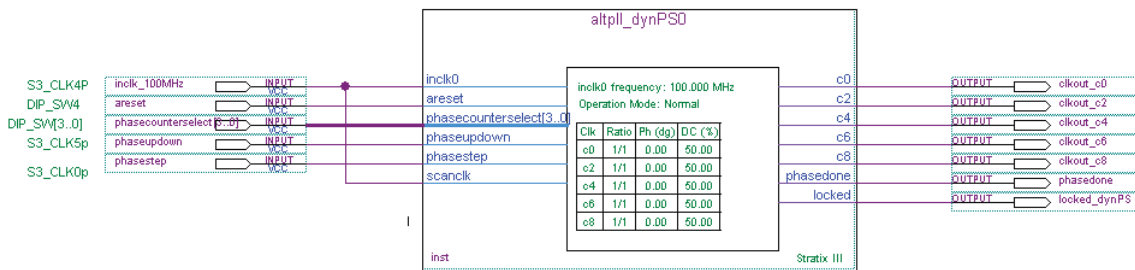 altpll_dynPS0
S3_CLK4P inclk_100MHz INPUT VCC inclk0 c0 OUTPUT clkout_c0
DIP_SW4 areset INPUT VCC areset c2 OUTPUT clkout_c2
DIP_SW[3..0] phasecounterselect[3..0] INPUT VCC phasecounterselect[3..0] c4 OUTPUT clkout_c4
S3_CLK5p phaseupdown INPUT VCC phaseupdown c6 OUTPUT clkout_c6
S3_CLK0p phasestep INPUT VCC phasestep c8 OUTPUT clkout_c8
scanclk phasedone OUTPUT phasedone
locked OUTPUT locked_dynPS
inclk0 frequency: 100.000 MHz
Operation Mode: Normal
Clk Ratio Ph (dg) DC (%)
c0 1/1 0.00 50.00
c2 1/1 0.00 50.00
c4 1/1 0.00 50.00
c6 1/1 0.00 50.00
c8 1/1 0.00 50.00
inst Stratix III